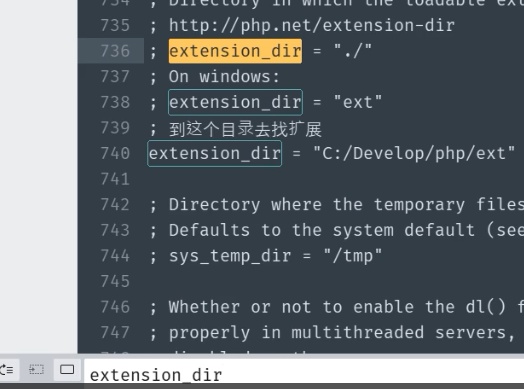 734 ; Directory in which the loadable ext
735 ; http://php.net/extension-dir
736 ; extension_dir = "./"
737 ; On windows:
738 ; extension_dir = "ext"
739 ; 到这个目录去找扩展
740 extension_dir = "C:/Develop/php/ext"
741
742 ; Directory where the temporary files
743 ; Defaults to the system default (see
744 ; sys_temp_dir = "/tmp"
745
746 ; Whether or not to enable the dl() f
747 ; properly in multithreaded servers,
extension_dir